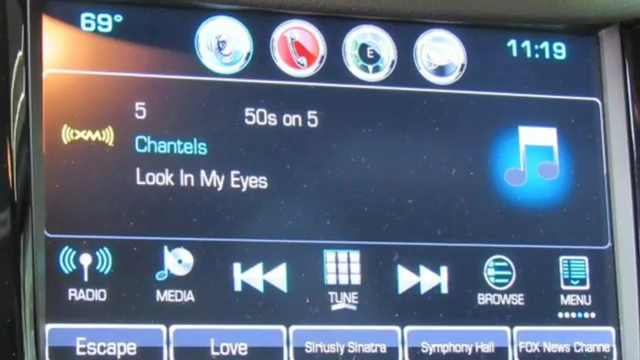 69°
E
11:19
5 50s on 5
((XM))
Chantels
Look In My Eyes
RADIO MEDIA TUNE BROWSE MENU
Escape Love Siriusly Sinatra Symphony Hall FOX News Channe